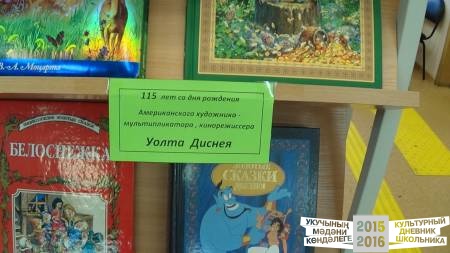 В. А. Моцарта
115 лет со дня рождения
Американского художника -
мультипликатора , кинорежиссера
Уолта Диснея
БЕЛОСНЕЖКА
СКАЗКИ
УКУЧЫНЫҢ
МӘДӘНИ
КӨНДӘЛЕГЕ
2015
2016
КУЛЬТУРНЫЙ
ДНЕВНИК
ШКОЛЬНИКА